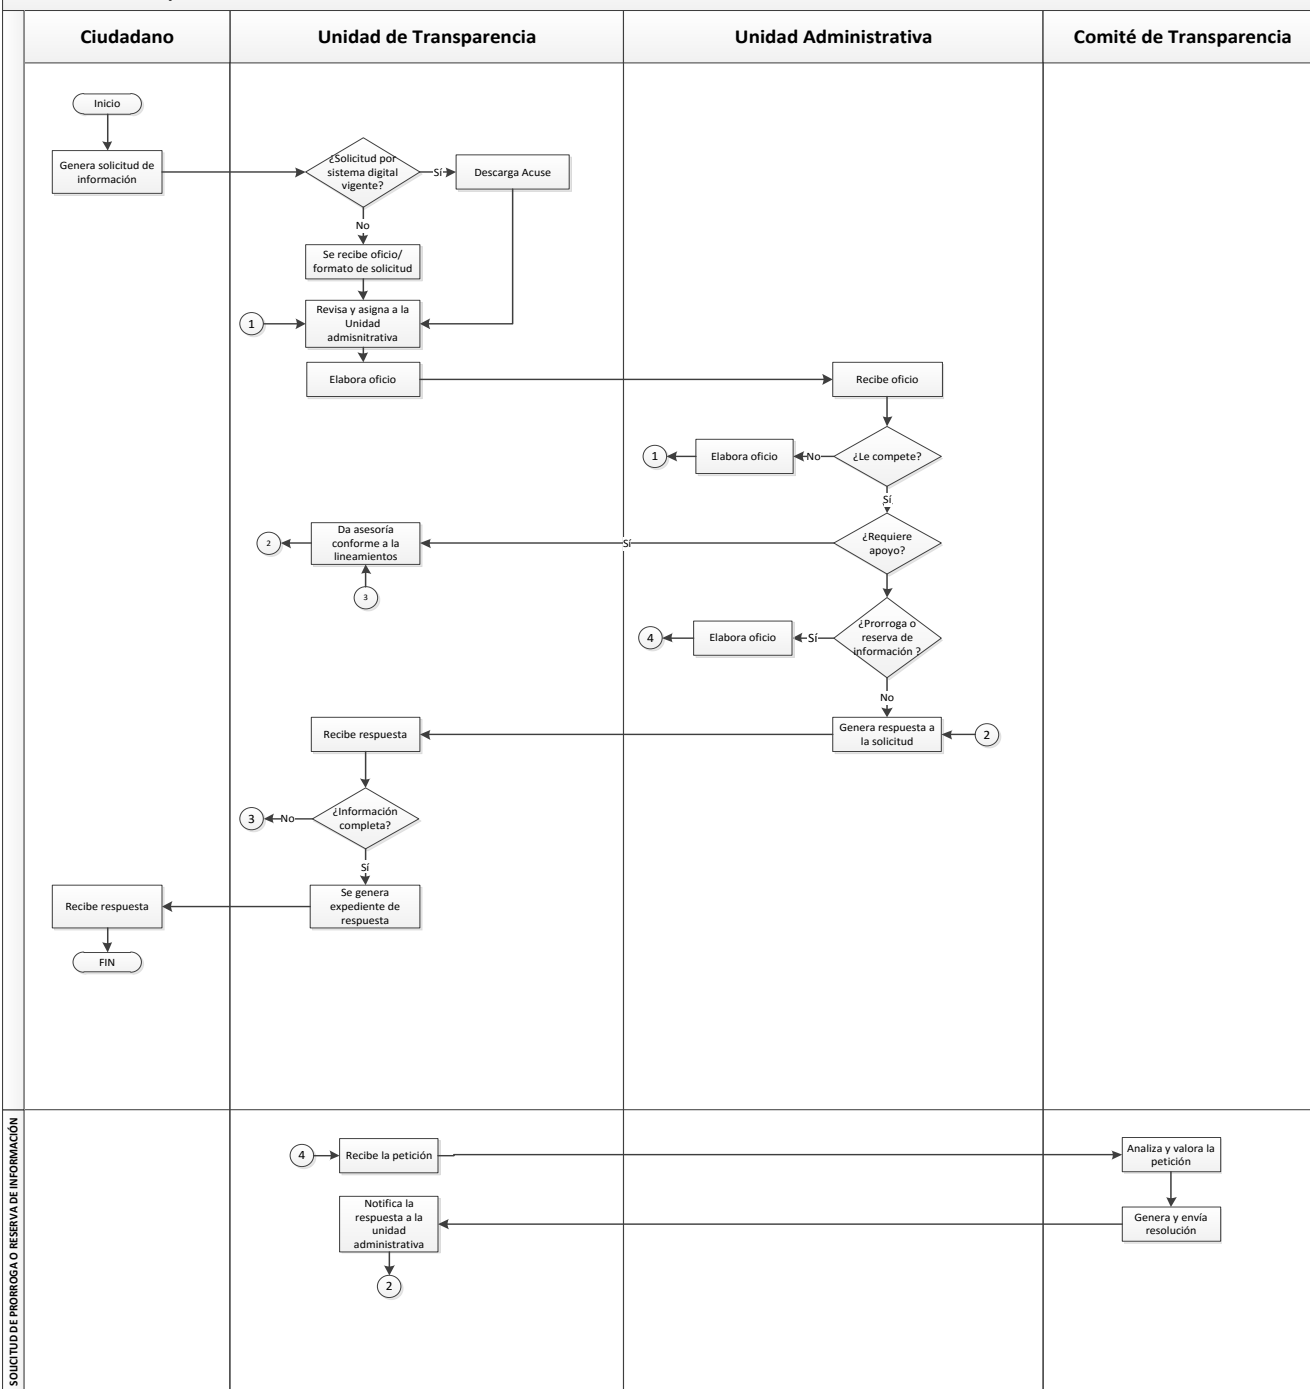 Ciudadano
Unidad de Transparencia
Unidad Administrativa
Comité de Transparencia
Inicio
Genera solicitud de
información
¿Solicitud por
sistema digital
vigente?
Sí
Descarga Acuse
No
Se recibe oficio/
formato de solicitud
1
Revisa y asigna a la
Unidad
admisnitrativa
Elabora oficio
Recibe oficio
¿Le compete?
No
Elabora oficio
1
Sí
¿Requiere
apoyo?
Sí
Da asesoría
conforme a la
lineamientos
2
3
¿Prorroga o
reserva de
información ?
Sí
Elabora oficio
4
No
Genera respuesta a
la solicitud
2
Recibe respuesta
¿Información
completa?
No
3
Sí
Se genera
expediente de
respuesta
Recibe respuesta
FIN
SOLICITUD DE PRORROGA O RESERVA DE INFORMACIÓN
4
Recibe la petición
Analiza y valora la
petición
Genera y envía
resolución
Notifica la
respuesta a la
unidad
administrativa
2